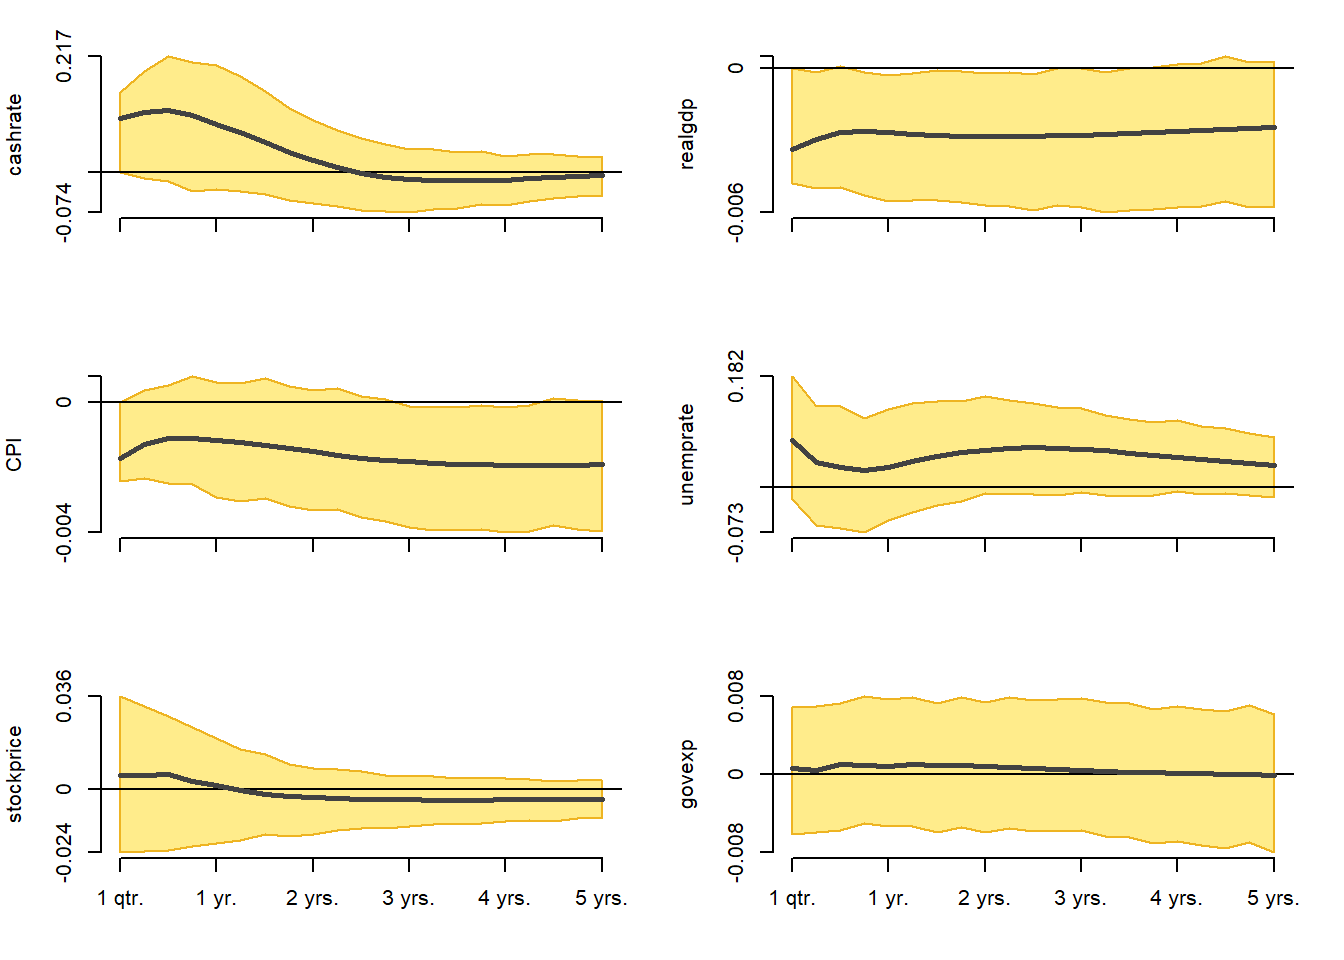 cashrate
0.217
-0.074
realgdp
0
-0.006
CPI
0
-0.004
unemprate
0.182
-0.073
stockprice
0.036
0
-0.024
1 qtr. 1 yr. 2 yrs. 3 yrs. 4 yrs. 5 yrs.
govexp
0.008
0
-0.008
1 qtr. 1 yr. 2 yrs. 3 yrs. 4 yrs. 5 yrs.